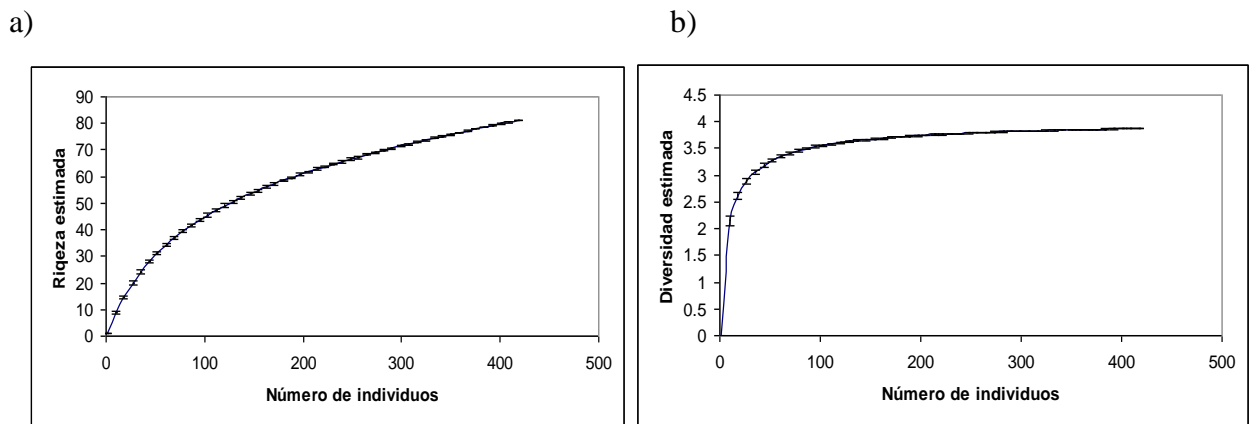 a)
b)
90
80
70
60
50
40
30
20
10
0
Riqeza estimada
0 100 200 300 400 500
Número de individuos
4.5
4
3.5
3
2.5
2
1.5
1
0.5
0
Diversidad estimada
0 100 200 300 400 500
Número de individuos